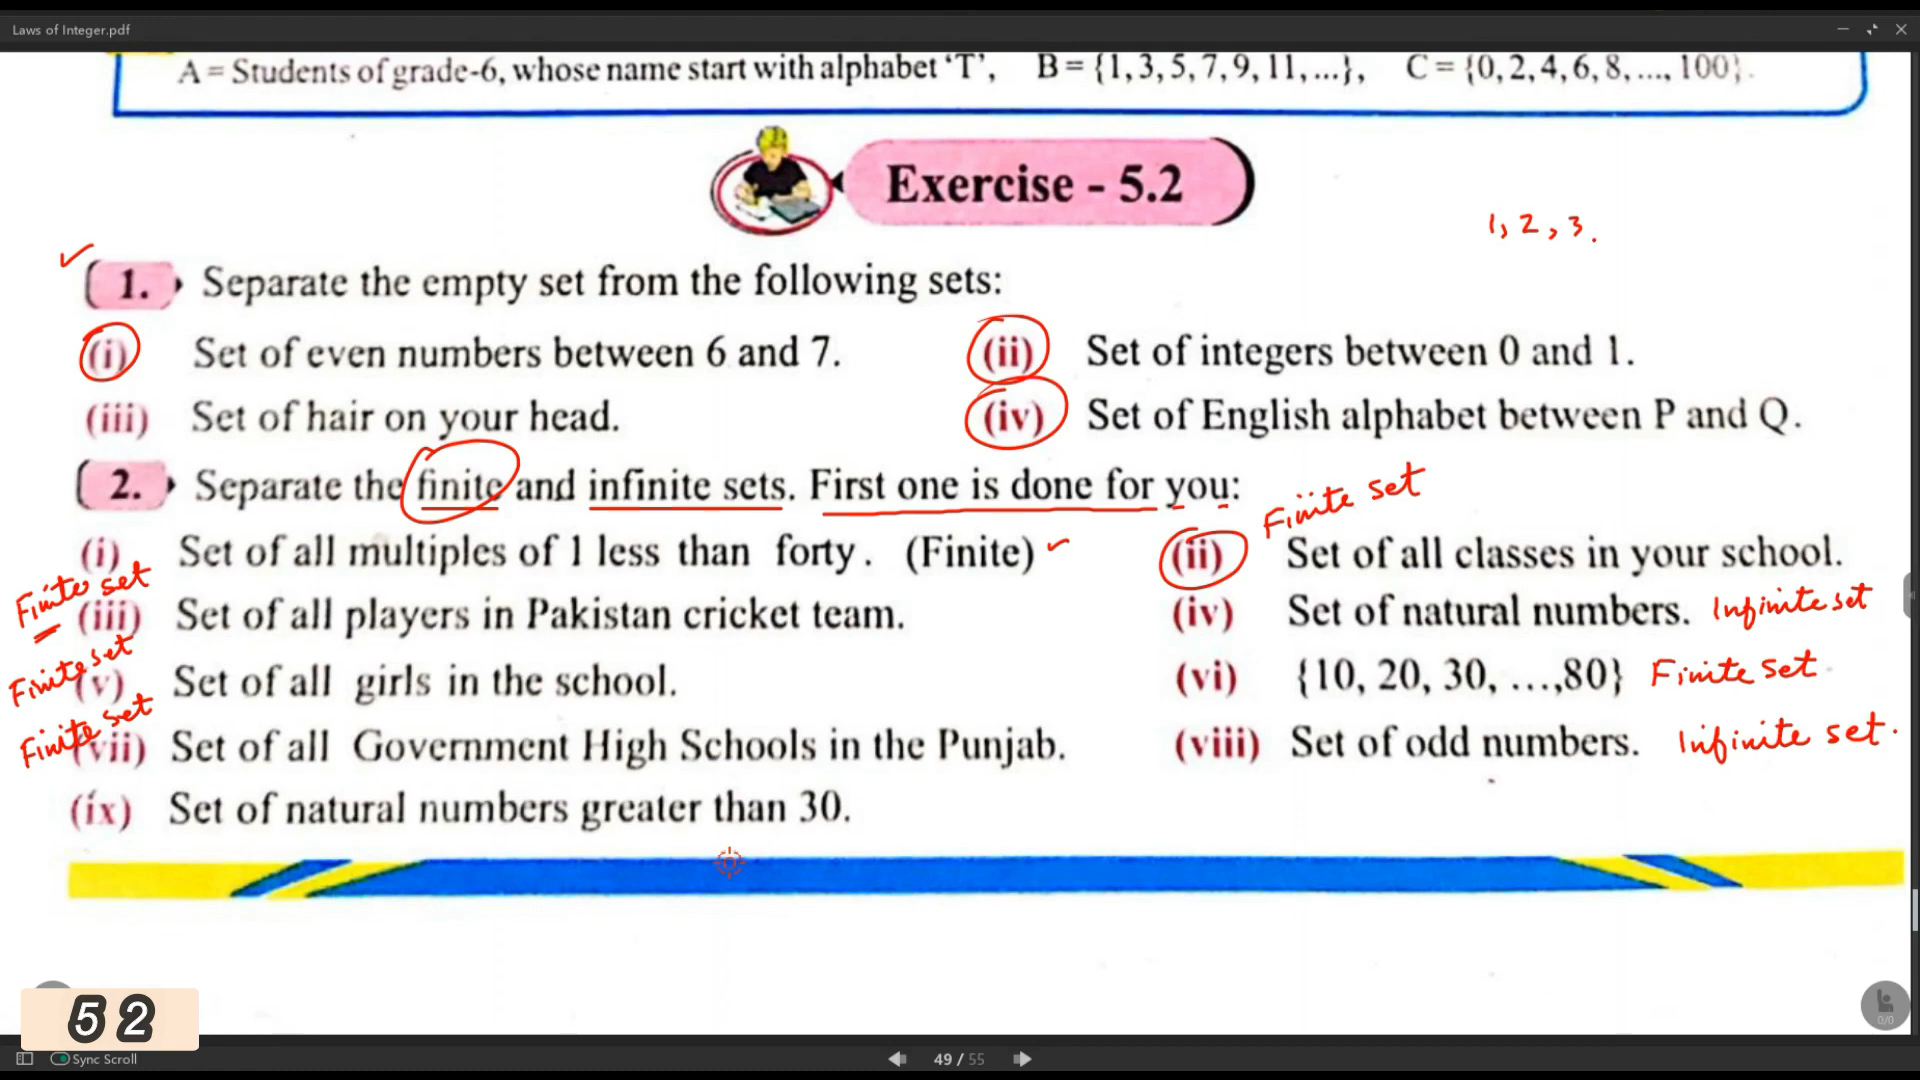 Laws of Integer.pdf
A = Students of grade-6, whose name start with alphabet ‘T’, B = {1, 3, 5, 7, 9, 11, ...}, C = {0, 2, 4, 6, 8, ..., 100}.
Exercise - 5.2
1, 2, 3.
1. Separate the empty set from the following sets:
(i) Set of even numbers between 6 and 7. (ii) Set of integers between 0 and 1.
(iii) Set of hair on your head. (iv) Set of English alphabet between P and Q.
2. Separate the finite and infinite sets. First one is done for you:
Finite set
(i) Set of all multiples of 1 less than forty. (Finite) (ii) Set of all classes in your school.
Finite set
(iii) Set of all players in Pakistan cricket team. (iv) Set of natural numbers. Infinite set
Finite set
(v) Set of all girls in the school. (vi) {10, 20, 30, ...,80} Finite set
Finite set
(vii) Set of all Government High Schools in the Punjab. (viii) Set of odd numbers. Infinite set.
(ix) Set of natural numbers greater than 30.
52
0/0
Sync Scroll 49 / 55